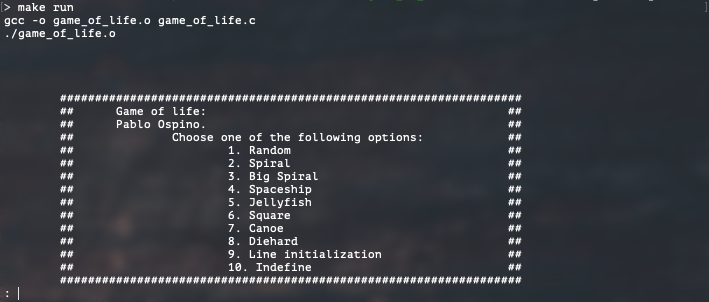 > make run
gcc -o game_of_life.o game_of_life.c
./game_of_life.o
##################################################################
## Game of life: ##
## Pablo Ospino. ##
## Choose one of the following options: ##
## 1. Random ##
## 2. Spiral ##
## 3. Big Spiral ##
## 4. Spaceship ##
## 5. Jellyfish ##
## 6. Square ##
## 7. Canoe ##
## 8. Diehard ##
## 9. Line initialization ##
## 10. Indefine ##
##################################################################
: